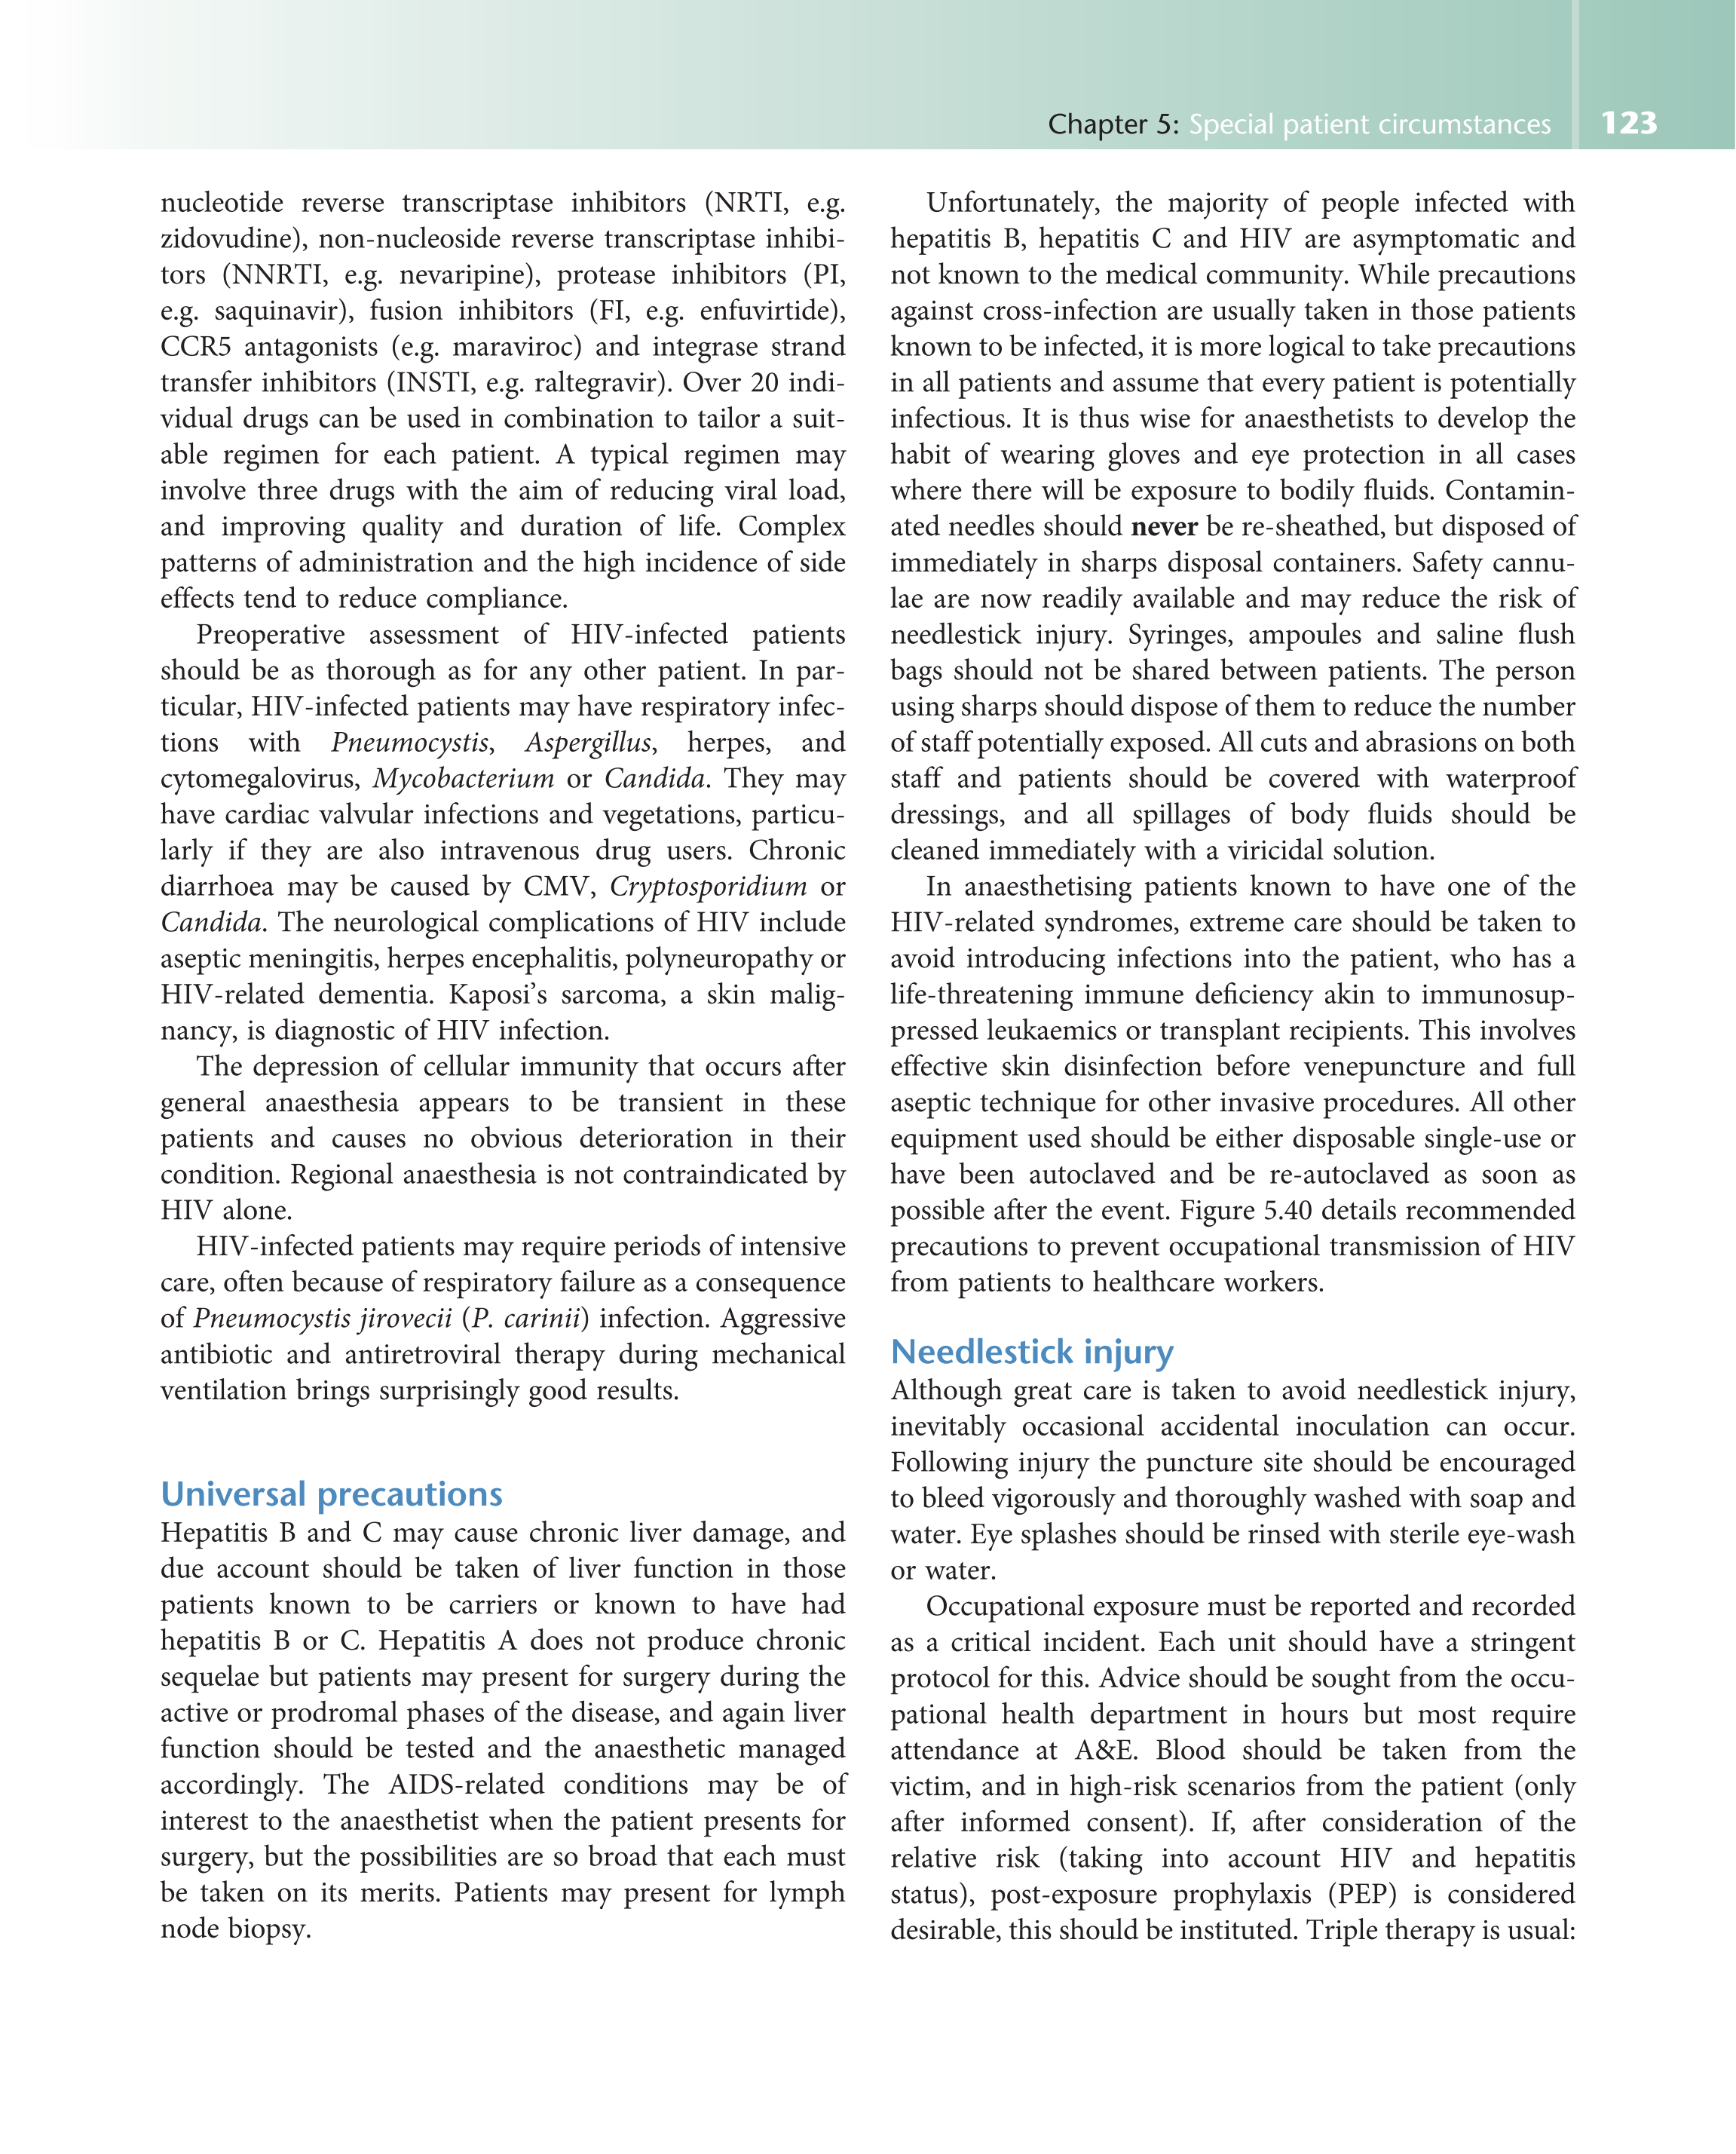 Chapter 5: Special patient circumstances 123
nucleotide reverse transcriptase inhibitors (NRTI, e.g.
zidovudine), non-nucleoside reverse transcriptase inhibi-
tors (NNRTI, e.g. nevaripine), protease inhibitors (PI,
e.g. saquinavir), fusion inhibitors (FI, e.g. enfuvirtide),
CCR5 antagonists (e.g. maraviroc) and integrase strand
transfer inhibitors (INSTI, e.g. raltegravir). Over 20 indi-
vidual drugs can be used in combination to tailor a suit-
able regimen for each patient. A typical regimen may
involve three drugs with the aim of reducing viral load,
and improving quality and duration of life. Complex
patterns of administration and the high incidence of side
effects tend to reduce compliance.
Preoperative assessment of HIV-infected patients
should be as thorough as for any other patient. In par-
ticular, HIV-infected patients may have respiratory infec-
tions with Pneumocystis, Aspergillus, herpes, and
cytomegalovirus, Mycobacterium or Candida. They may
have cardiac valvular infections and vegetations, particu-
larly if they are also intravenous drug users. Chronic
diarrhoea may be caused by CMV, Cryptosporidium or
Candida. The neurological complications of HIV include
aseptic meningitis, herpes encephalitis, polyneuropathy or
HIV-related dementia. Kaposi’s sarcoma, a skin malig-
nancy, is diagnostic of HIV infection.
The depression of cellular immunity that occurs after
general anaesthesia appears to be transient in these
patients and causes no obvious deterioration in their
condition. Regional anaesthesia is not contraindicated by
HIV alone.
HIV-infected patients may require periods of intensive
care, often because of respiratory failure as a consequence
of Pneumocystis jirovecii (P. carinii) infection. Aggressive
antibiotic and antiretroviral therapy during mechanical
ventilation brings surprisingly good results.
Universal precautions
Hepatitis B and C may cause chronic liver damage, and
due account should be taken of liver function in those
patients known to be carriers or known to have had
hepatitis B or C. Hepatitis A does not produce chronic
sequelae but patients may present for surgery during the
active or prodromal phases of the disease, and again liver
function should be tested and the anaesthetic managed
accordingly. The AIDS-related conditions may be of
interest to the anaesthetist when the patient presents for
surgery, but the possibilities are so broad that each must
be taken on its merits. Patients may present for lymph
node biopsy.
Unfortunately, the majority of people infected with
hepatitis B, hepatitis C and HIV are asymptomatic and
not known to the medical community. While precautions
against cross-infection are usually taken in those patients
known to be infected, it is more logical to take precautions
in all patients and assume that every patient is potentially
infectious. It is thus wise for anaesthetists to develop the
habit of wearing gloves and eye protection in all cases
where there will be exposure to bodily fluids. Contamin-
ated needles should never be re-sheathed, but disposed of
immediately in sharps disposal containers. Safety cannu-
lae are now readily available and may reduce the risk of
needlestick injury. Syringes, ampoules and saline flush
bags should not be shared between patients. The person
using sharps should dispose of them to reduce the number
of staff potentially exposed. All cuts and abrasions on both
staff and patients should be covered with waterproof
dressings, and all spillages of body fluids should be
cleaned immediately with a viricidal solution.
In anaesthetising patients known to have one of the
HIV-related syndromes, extreme care should be taken to
avoid introducing infections into the patient, who has a
life-threatening immune deficiency akin to immunosup-
pressed leukaemics or transplant recipients. This involves
effective skin disinfection before venepuncture and full
aseptic technique for other invasive procedures. All other
equipment used should be either disposable single-use or
have been autoclaved and be re-autoclaved as soon as
possible after the event. Figure 5.40 details recommended
precautions to prevent occupational transmission of HIV
from patients to healthcare workers.
Needlestick injury
Although great care is taken to avoid needlestick injury,
inevitably occasional accidental inoculation can occur.
Following injury the puncture site should be encouraged
to bleed vigorously and thoroughly washed with soap and
water. Eye splashes should be rinsed with sterile eye-wash
or water.
Occupational exposure must be reported and recorded
as a critical incident. Each unit should have a stringent
protocol for this. Advice should be sought from the occu-
pational health department in hours but most require
attendance at A&E. Blood should be taken from the
victim, and in high-risk scenarios from the patient (only
after informed consent). If, after consideration of the
relative risk (taking into account HIV and hepatitis
status), post-exposure prophylaxis (PEP) is considered
desirable, this should be instituted. Triple therapy is usual: